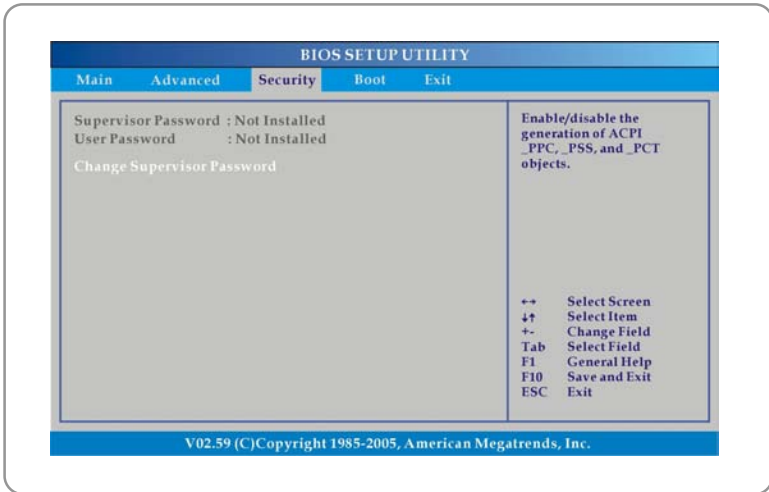 BIOS SETUP UTILITY
Main Advanced Security Boot Exit
Supervisor Password : Not Installed
User Password : Not Installed
Change Supervisor Password
Enable/disable the
generation of ACPI
_PPC, _PSS, and _PCT
objects.
←→ Select Screen
↓↑ Select Item
+- Change Field
Tab Select Field
F1 General Help
F10 Save and Exit
ESC Exit
V02.59 (C)Copyright 1985-2005, American Megatrends, Inc.